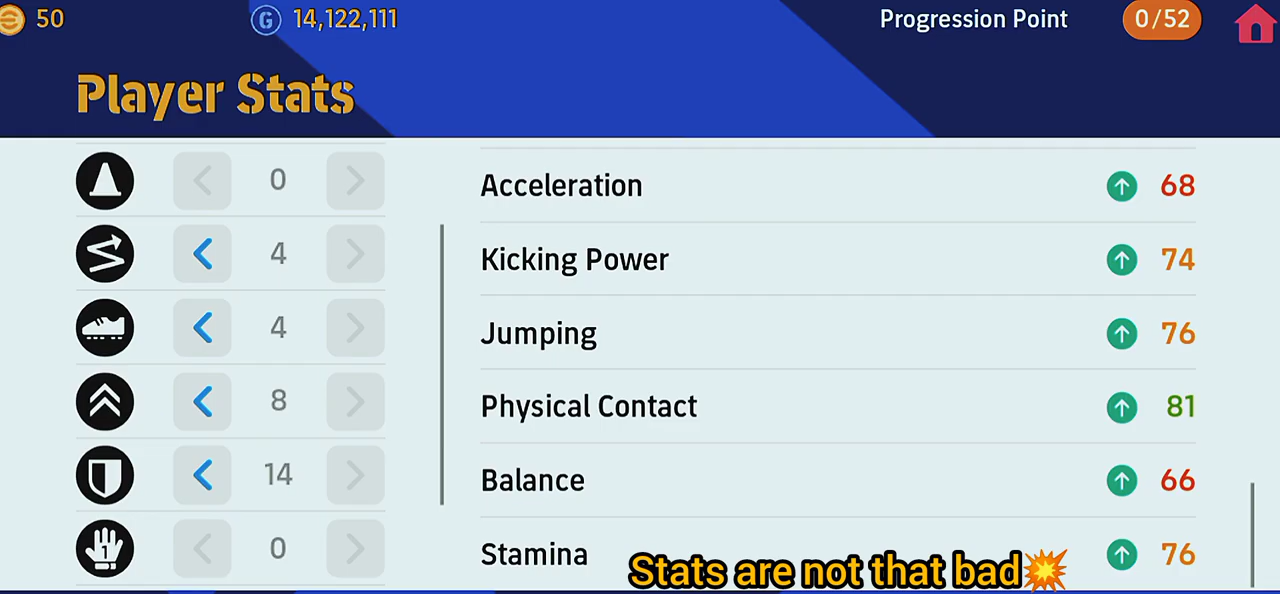 50 G 14,122,111 Progression Point 0/52
Player Stats
0 Acceleration 68
4 Kicking Power 74
4 Jumping 76
8 Physical Contact 81
14 Balance 66
1 0 Stamina 76
Stats are not that bad💥